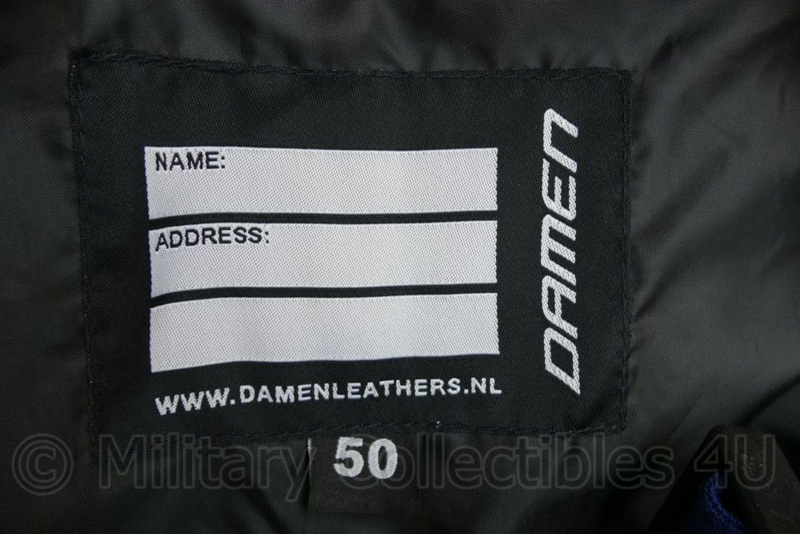 NAME:
ADDRESS:
WWW.DAMENLEATHERS.NL
DAMEN
50
© Military Collectibles 4U